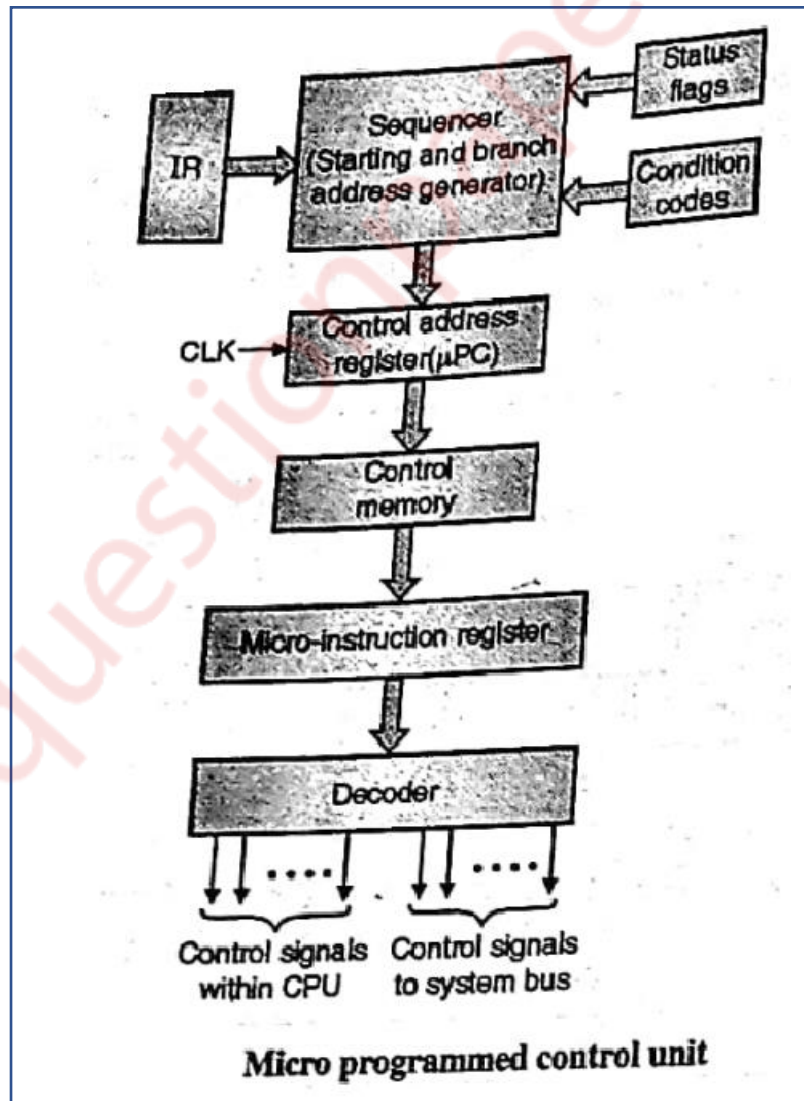 Status
flags
IR
Sequencer
(Starting and branch
address generator)
Condition
codes
CLK
Control address
register(μPC)
Control
memory
Micro-instruction register
Decoder
Control signals
within CPU
Control signals
to system bus
Micro programmed control unit